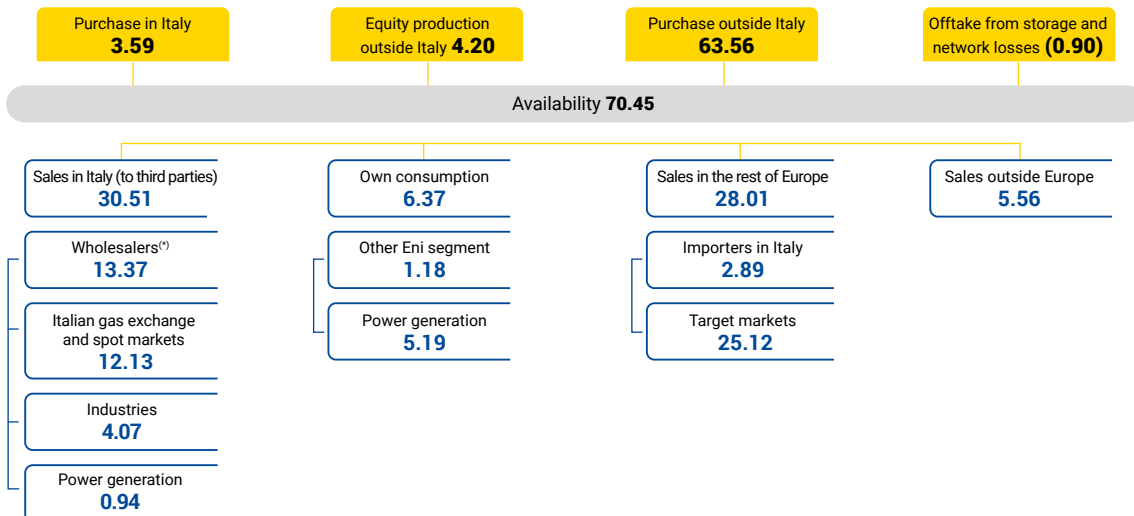 Purchase in Italy
3.59
Equity production
outside Italy 4.20
Purchase outside Italy
63.56
Offtake from storage and
network losses (0.90)
Availability 70.45
Sales in Italy (to third parties)
30.51
Own consumption
6.37
Sales in the rest of Europe
28.01
Sales outside Europe
5.56
Wholesalers(*)
13.37
Other Eni segment
1.18
Importers in Italy
2.89
Italian gas exchange
and spot markets
12.13
Power generation
5.19
Target markets
25.12
Industries
4.07
Power generation
0.94